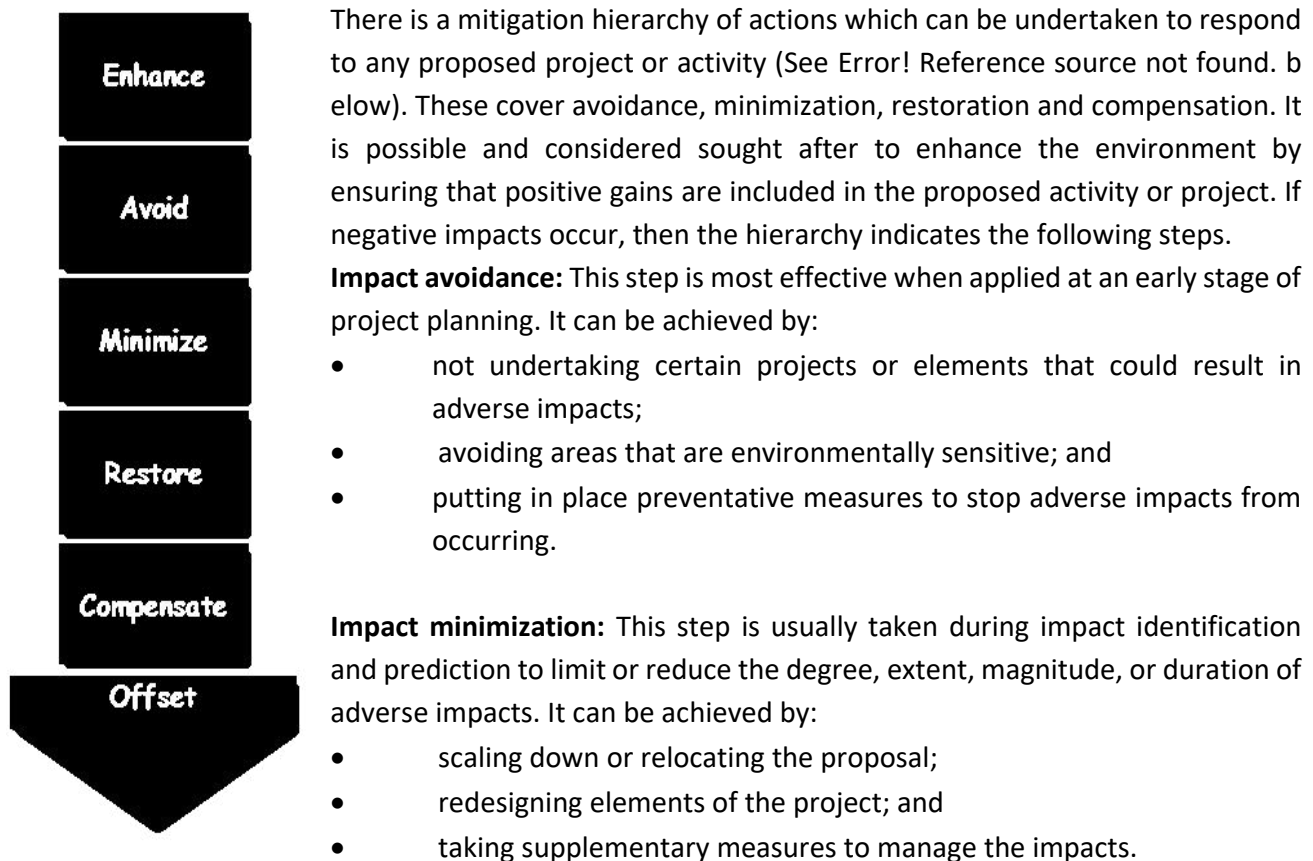 Enhance
Avoid
Minimize
Restore
Compensate
Offset
There is a mitigation hierarchy of actions which can be undertaken to respond
to any proposed project or activity (See Error! Reference source not found. b
elow). These cover avoidance, minimization, restoration and compensation. It
is possible and considered sought after to enhance the environment by
ensuring that positive gains are included in the proposed activity or project. If
negative impacts occur, then the hierarchy indicates the following steps.
Impact avoidance: This step is most effective when applied at an early stage of
project planning. It can be achieved by:
• not undertaking certain projects or elements that could result in
adverse impacts;
• avoiding areas that are environmentally sensitive; and
• putting in place preventative measures to stop adverse impacts from
occurring.
Impact minimization: This step is usually taken during impact identification
and prediction to limit or reduce the degree, extent, magnitude, or duration of
adverse impacts. It can be achieved by:
• scaling down or relocating the proposal;
• redesigning elements of the project; and
• taking supplementary measures to manage the impacts.